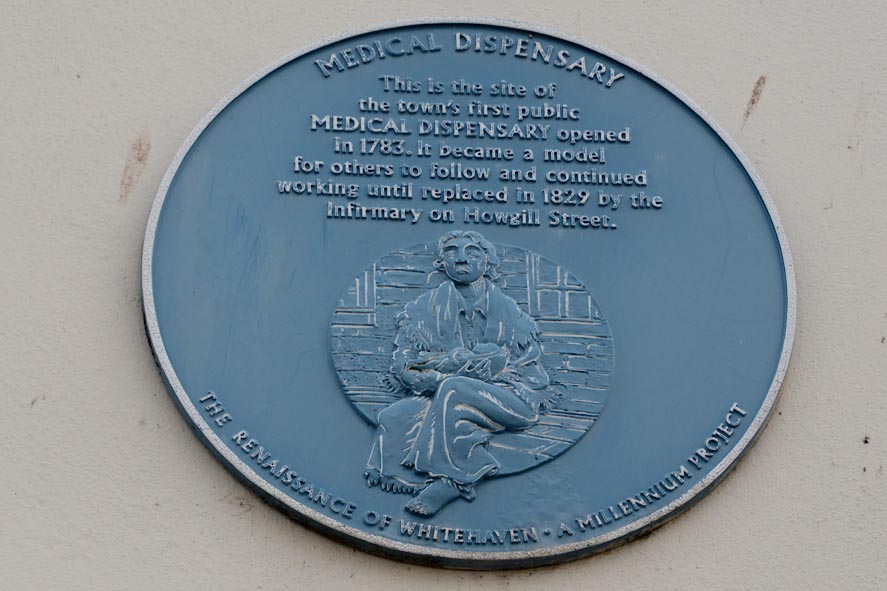 MEDICAL DISPENSARY
This is the site of
the town's first public
MEDICAL DISPENSARY opened
in 1783. It became a model
for others to follow and continued
working until replaced in 1829 by the
Infirmary on Howgill Street.
THE RENAISSANCE OF WHITEHAVEN · A MILLENNIUM PROJECT